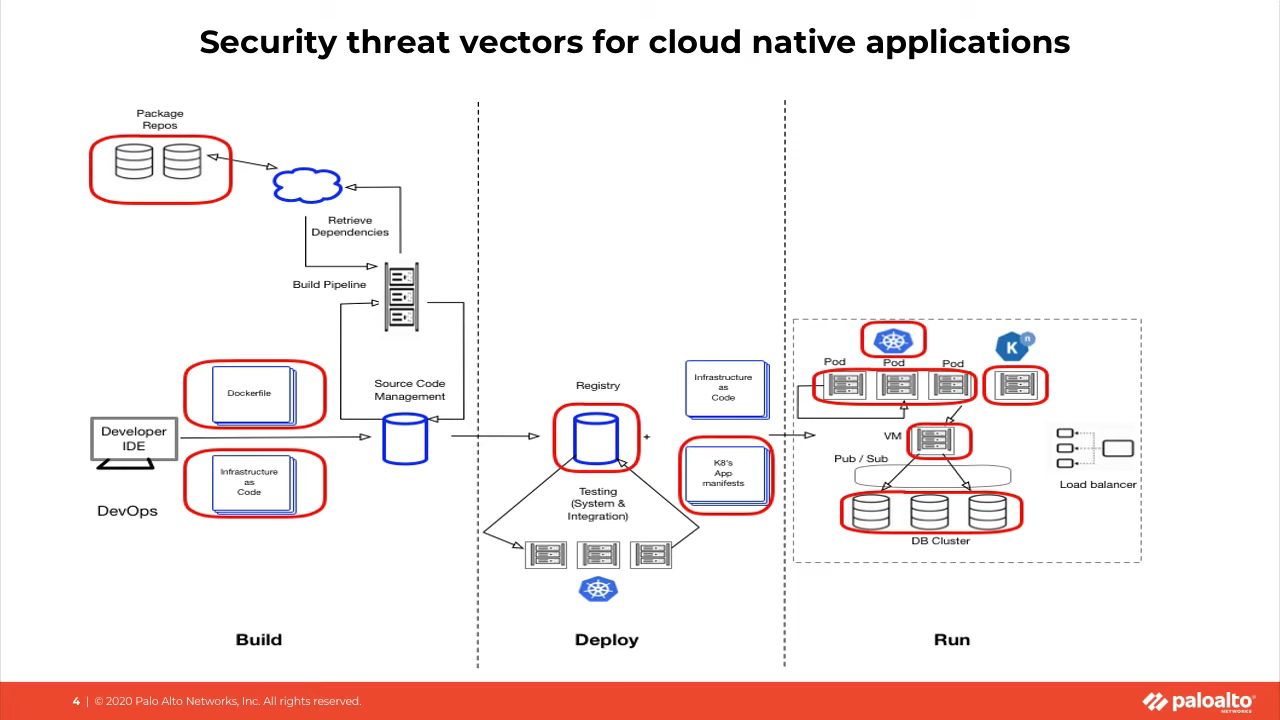 Security threat vectors for cloud native applications
Package
Repos
Retrieve
Dependencies
Build Pipeline
Dockerfile
Source Code
Management
Developer
IDE
Infrastructure
as
Code
DevOps
Registry
+
Infrastructure
as
Code
K8's
App
manifests
Testing
(System &
Integration)
Pod
Pod
Pod
K
n
VM
Pub / Sub
Load balancer
DB Cluster
Build
Deploy
Run
4 | © 2020 Palo Alto Networks, Inc. All rights reserved.
paloalto
NETWORKS